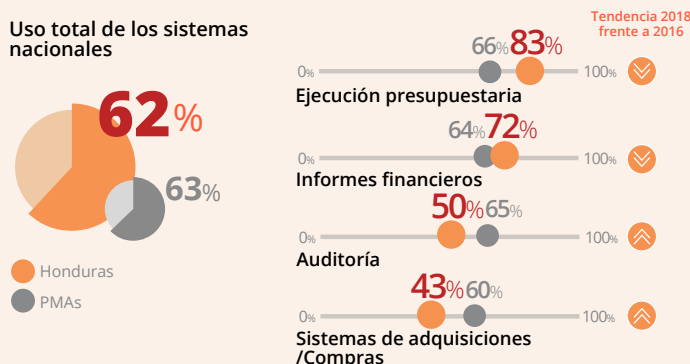 Uso total de los sistemas
nacionales
62%
63%
Honduras
PMAs
Tendencia 2018
frente a 2016
66% 83%
0% 100%
Ejecución presupuestaria
64% 72%
0% 100%
Informes financieros
50% 65%
0% 100%
Auditoría
43% 60%
0% 100%
Sistemas de adquisiciones
/Compras